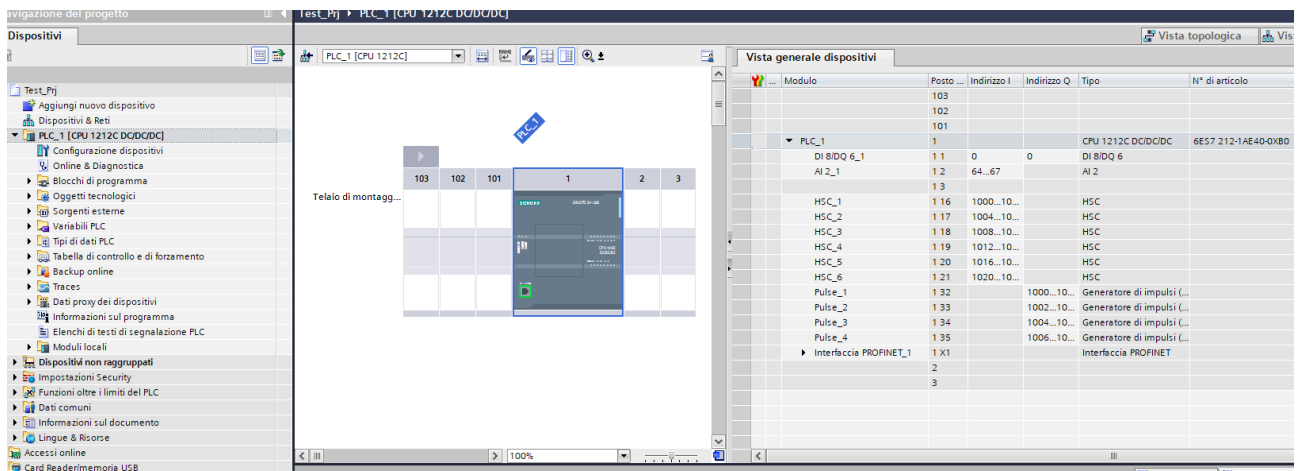 avigazione del progetto
Test_Prj ▸ PLC_1 [CPU 1212C DC/DC/DC]
Dispositivi
Vista topologica
Vis
PLC_1 [CPU 1212C]
Vista generale dispositivi
Test_Prj
Aggiungi nuovo dispositivo
Dispositivi & Reti
PLC_1 [CPU 1212C DC/DC/DC]
Configurazione dispositivi
Online & Diagnostica
Blocchi di programma
Oggetti tecnologici
Sorgenti esterne
Variabili PLC
Tipi di dati PLC
Tabella di controllo e di forzamento
Backup online
Traces
Dati proxy dei dispositivi
Informazioni sul programma
Elenchi di testi di segnalazione PLC
Moduli locali
Dispositivi non raggruppati
Impostazioni Security
Funzioni oltre i limiti del PLC
Dati comuni
Informazioni sul documento
Lingue & Risorse
Accessi online
Card Reader/memoria USB
PLC_1
103 102 101 1 2 3
Telaio di montagg...
SIEMENS
100%
... Modulo Posto ... Indirizzo I Indirizzo Q Tipo N° di articolo
103
102
101
PLC_1 1 CPU 1212C DC/DC/DC 6ES7 212-1AE40-0XB0
DI 8/DQ 6_1 1 1 0 0 DI 8/DQ 6
AI 2_1 1 2 64...67 AI 2
1 3
HSC_1 1 16 1000...10... HSC
HSC_2 1 17 1004...10... HSC
HSC_3 1 18 1008...10... HSC
HSC_4 1 19 1012...10... HSC
HSC_5 1 20 1016...10... HSC
HSC_6 1 21 1020...10... HSC
Pulse_1 1 32 1000...10... Generatore di impulsi (...
Pulse_2 1 33 1002...10... Generatore di impulsi (...
Pulse_3 1 34 1004...10... Generatore di impulsi (...
Pulse_4 1 35 1006...10... Generatore di impulsi (...
Interfaccia PROFINET_1 1 X1 Interfaccia PROFINET
2
3